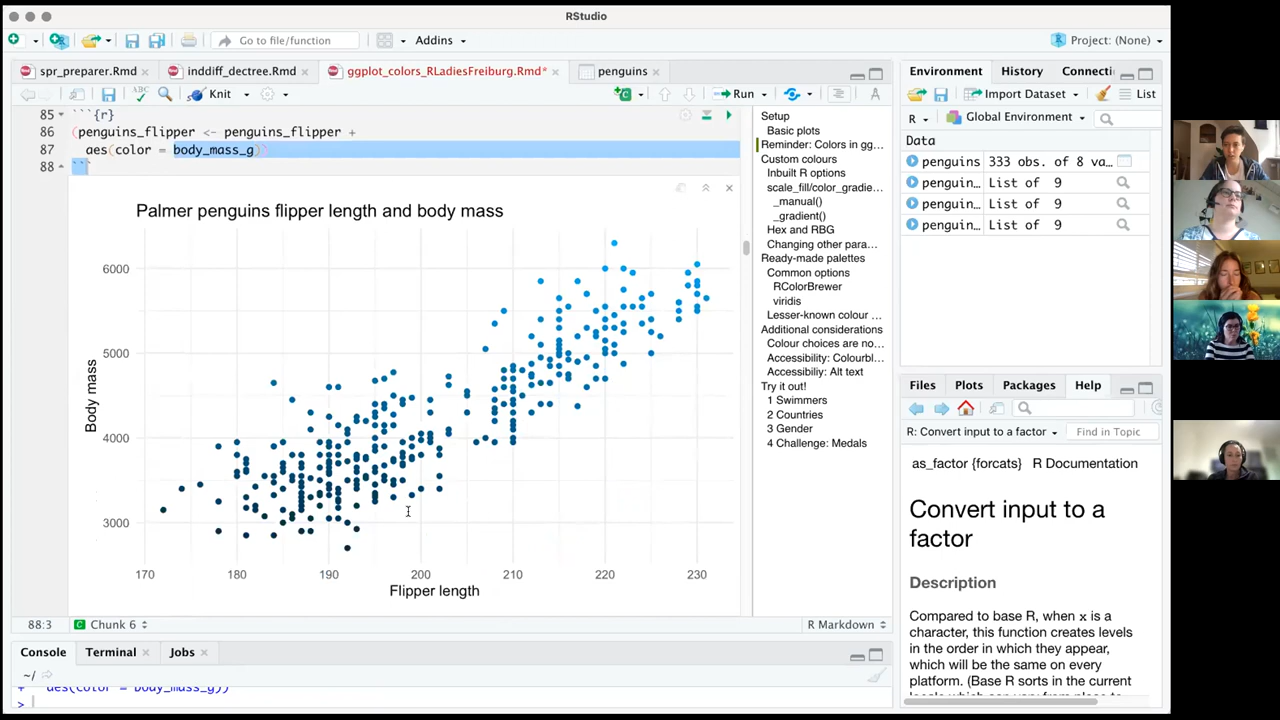 RStudio
Go to file/function
Addins
Project: (None)
spr_preparer.Rmd
inddiff_dectree.Rmd
ggplot_colors_RLadiesFreiburg.Rmd*
penguins
ABC
Knit
Run
85 ```{r}
86 (penguins_flipper <- penguins_flipper +
87 aes(color = body_mass_g))
88 ```
Palmer penguins flipper length and body mass
6000
5000
4000
3000
Body mass
170 180 190 200 210 220 230
Flipper length
88:3
Chunk 6
R Markdown
Setup
Basic plots
Reminder: Colors in gg...
Custom colours
Inbuilt R options
scale_fill/color_gradie...
_manual()
_gradient()
Hex and RBG
Changing other para...
Ready-made palettes
Common options
RColorBrewer
viridis
Lesser-known colour ...
Additional considerations
Colour choices are no...
Accessibility: Colourbl...
Accessibiliy: Alt text
Try it out!
1 Swimmers
2 Countries
3 Gender
4 Challenge: Medals
Console
Terminal
Jobs
~/
+ aes(color = body_mass_g))
>
Environment
History
Connecti
Import Dataset
List
R
Global Environment
Data
penguins 333 obs. of 8 va...
penguin... List of 9
penguin... List of 9
penguin... List of 9
Files
Plots
Packages
Help
R: Convert input to a factor
Find in Topic
as_factor {forcats} R Documentation
Convert input to a
factor
Description
Compared to base R, when x is a
character, this function creates levels
in the order in which they appear,
which will be the same on every
platform. (Base R sorts in the current